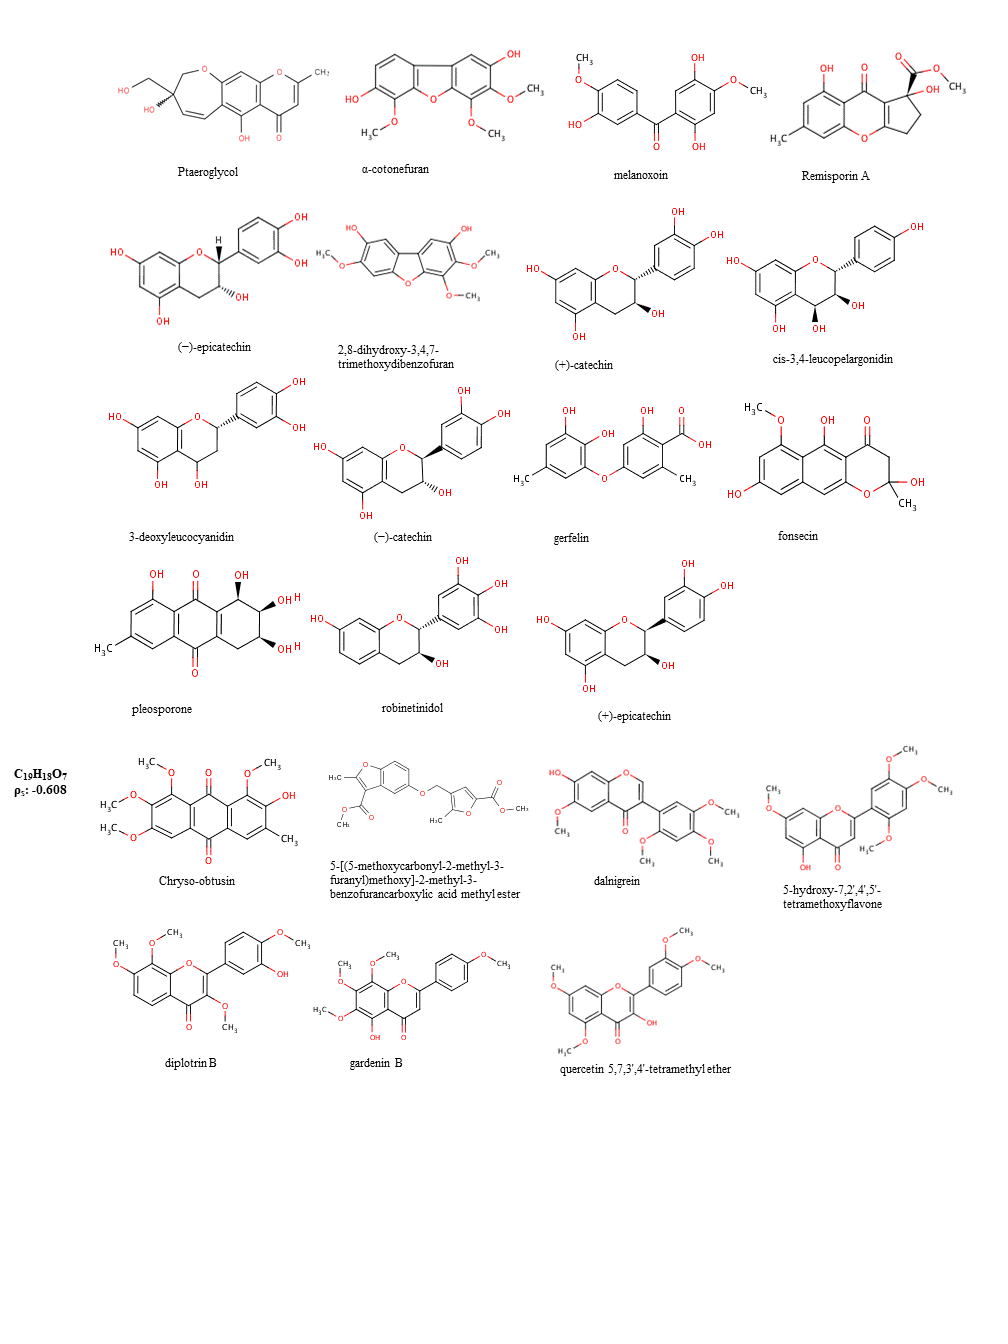 Ptaeroglycol
α-cotonefuran
melanoxoin
Remisporin A
(−)-epicatechin
2,8-dihydroxy-3,4,7-
trimethoxydibenzofuran
(+)-catechin
cis-3,4-leucopelargonidin
3-deoxyleucocyanidin
(−)-catechin
gerfelin
fonsecin
pleosporone
robinetinidol
(+)-epicatechin
C₁₉H₁₈O₇
ρₛ: -0.608
Chryso-obtusin
5-[(5-methoxycarbonyl-2-methyl-3-
furanyl)methoxy]-2-methyl-3-
benzofurancarboxylic acid methyl ester
dalnigrein
5-hydroxy-7,2',4',5'-
tetramethoxyflavone
diplotrin B
gardenin B
quercetin 5,7,3',4'-tetramethyl ether